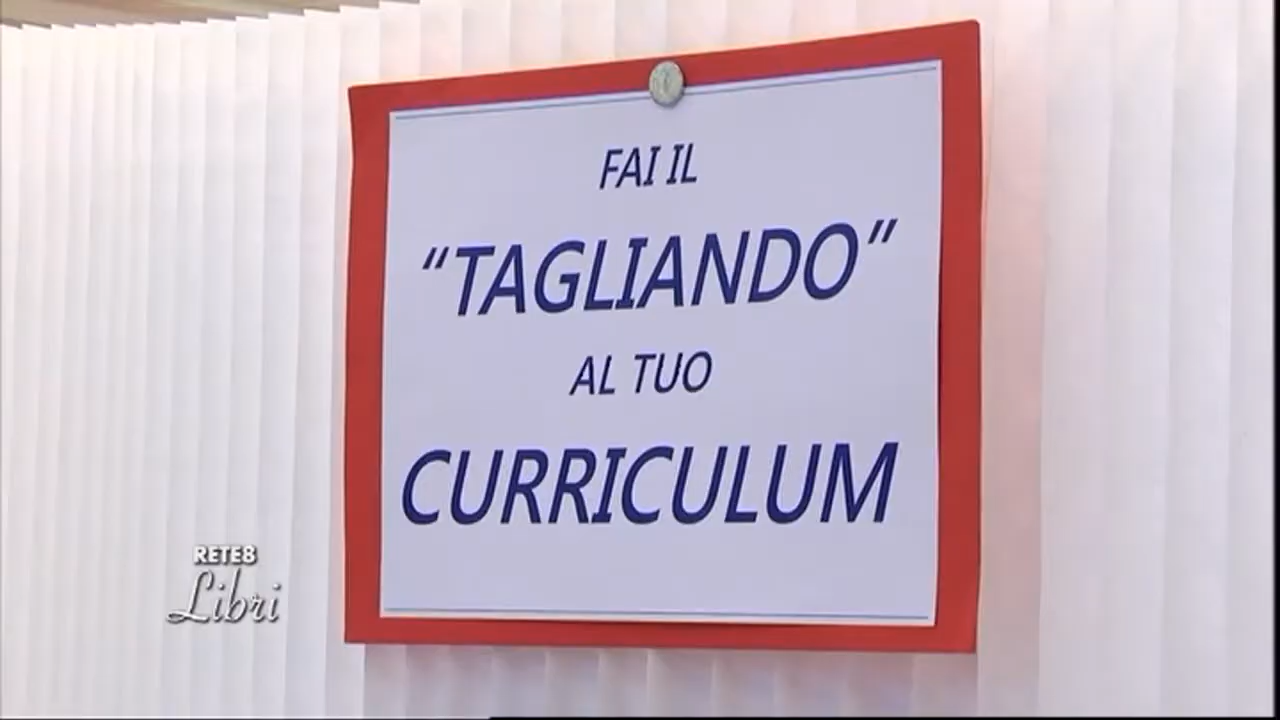 FAI IL
“TAGLIANDO”
AL TUO
CURRICULUM
RETE8
Libri